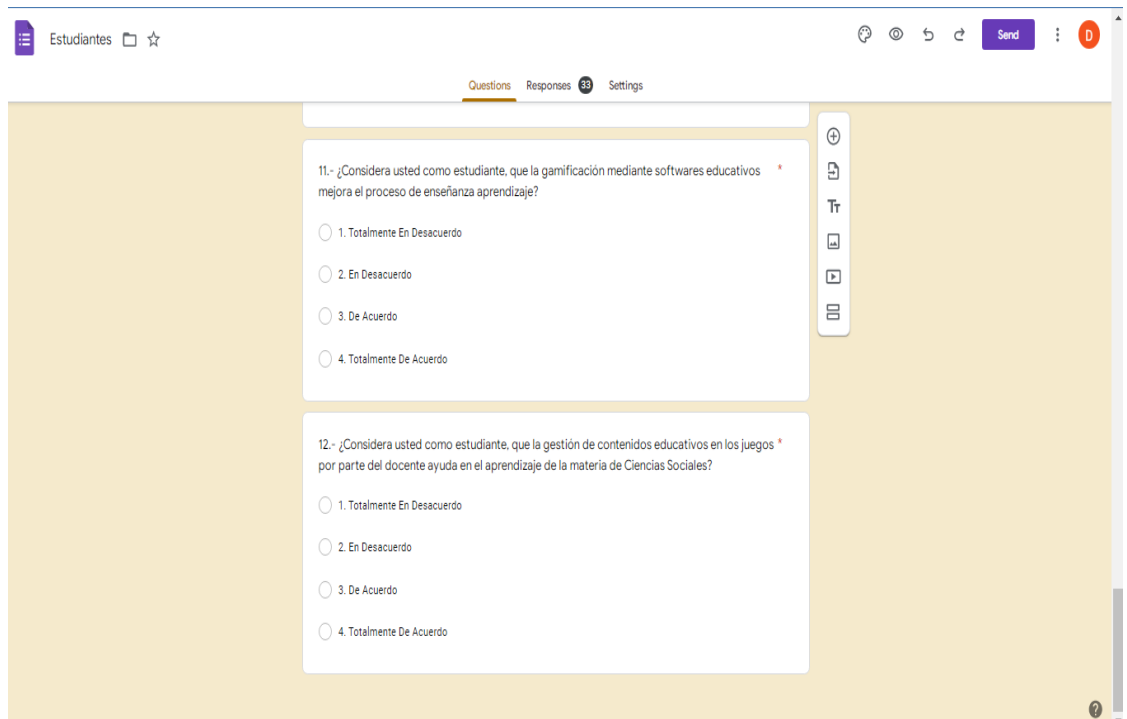 Estudiantes
Send
D
Questions Responses 33 Settings
11.- ¿Considera usted como estudiante, que la gamificación mediante softwares educativos *
mejora el proceso de enseñanza aprendizaje?
1. Totalmente En Desacuerdo
2. En Desacuerdo
3. De Acuerdo
4. Totalmente De Acuerdo
12.- ¿Considera usted como estudiante, que la gestión de contenidos educativos en los juegos *
por parte del docente ayuda en el aprendizaje de la materia de Ciencias Sociales?
1. Totalmente En Desacuerdo
2. En Desacuerdo
3. De Acuerdo
4. Totalmente De Acuerdo